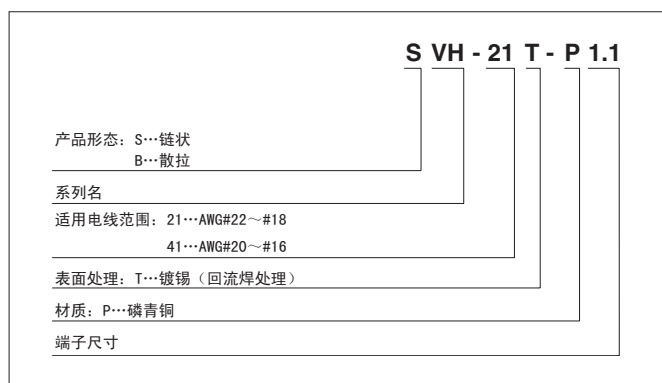 S VH - 21 T - P 1.1
产品形态：S…链状
B…散拉
系列名
适用电线范围：21…AWG#22～#18
41…AWG#20～#16
表面处理：T…镀锡（回流焊处理）
材质：P…磷青铜
端子尺寸